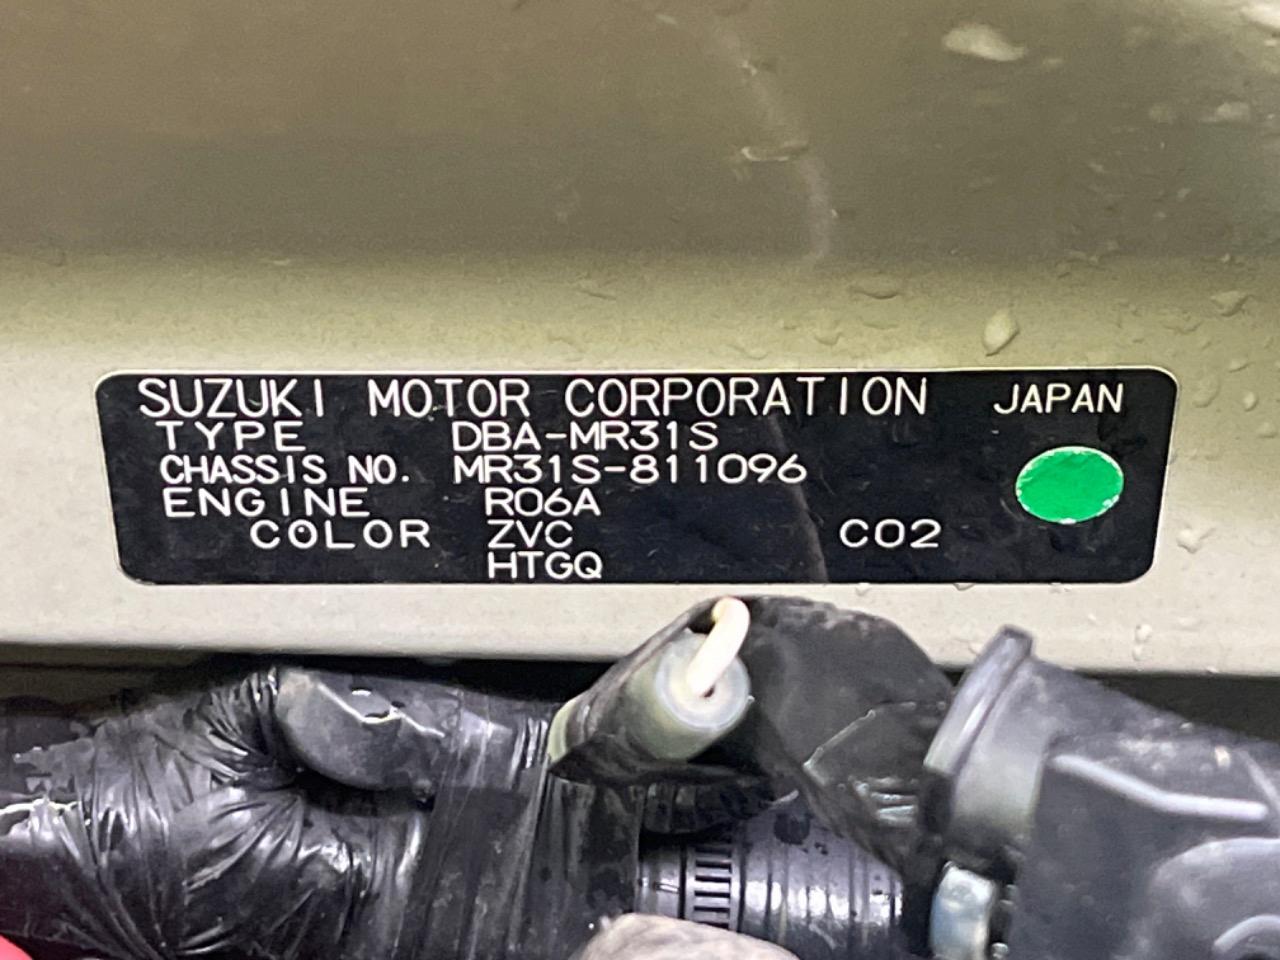 SUZUKI MOTOR CORPORATION JAPAN
TYPE DBA-MR31S
CHASSIS NO. MR31S-811096
ENGINE R06A
COLOR ZVC C02
HTGQ